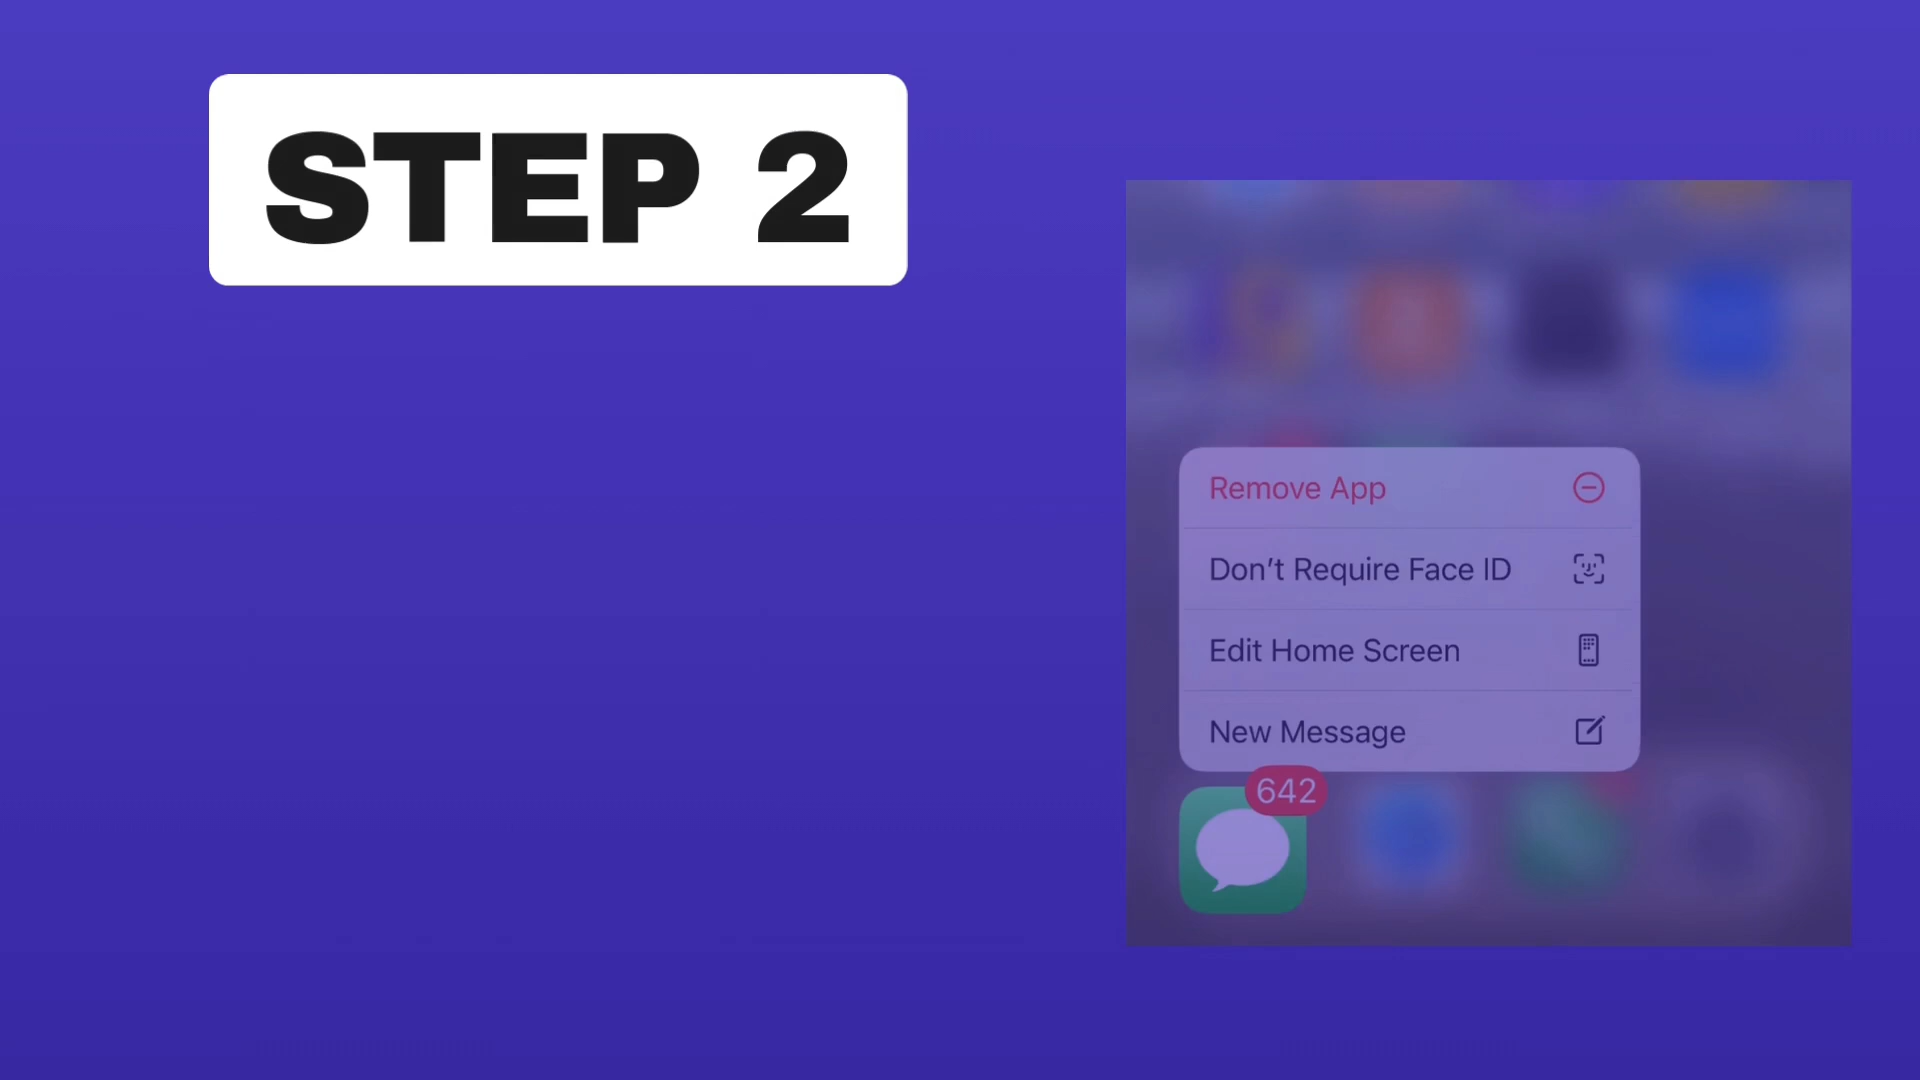 STEP 2
Remove App
Don’t Require Face ID
Edit Home Screen
New Message
642